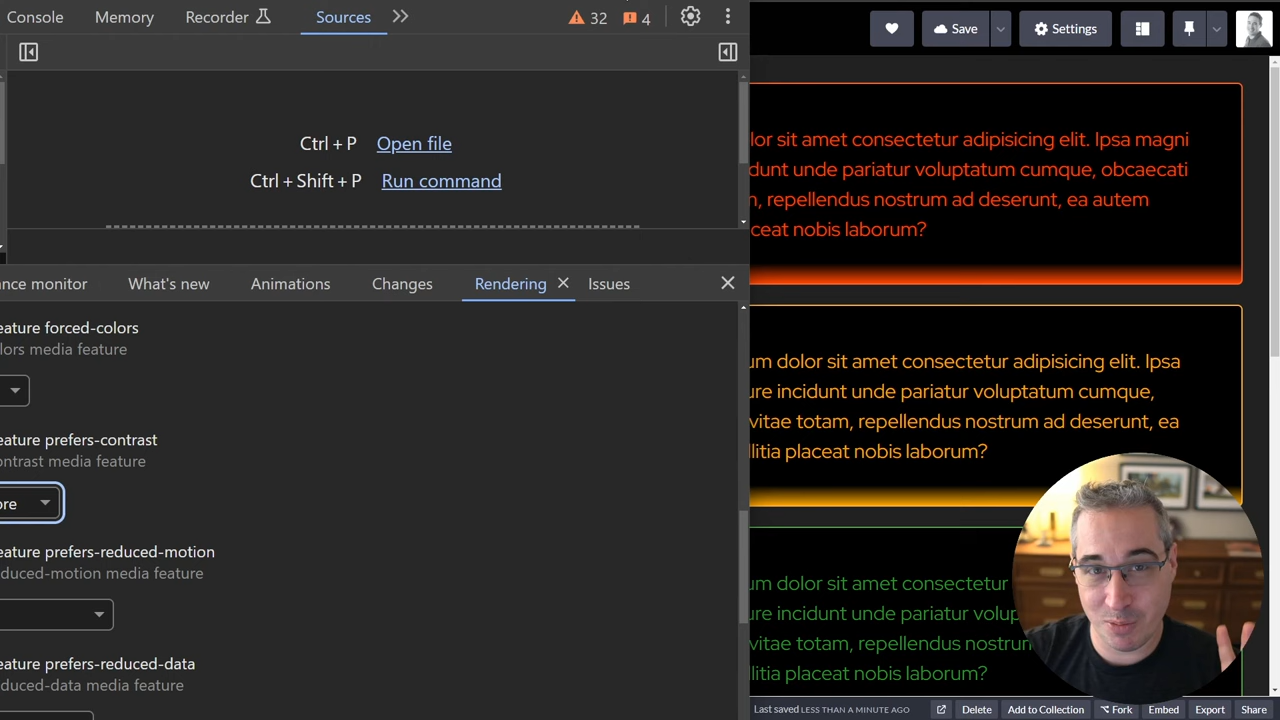 Console Memory Recorder Sources 32 4
Save Settings
Ctrl + P Open file
Ctrl + Shift + P Run command
nce monitor What's new Animations Changes Rendering Issues
eature forced-colors
lors media feature
eature prefers-contrast
ontrast media feature
ore
eature prefers-reduced-motion
duced-motion media feature
eature prefers-reduced-data
duced-data media feature
lor sit amet consectetur adipisicing elit. Ipsa magni
dunt unde pariatur voluptatum cumque, obcaecati
, repellendus nostrum ad deserunt, ea autem
ceat nobis laborum?
um dolor sit amet consectetur adipisicing elit. Ipsa
ure incidunt unde pariatur voluptatum cumque,
vitae totam, repellendus nostrum ad deserunt, ea
llitia placeat nobis laborum?
um dolor sit amet consectetur
ure incidunt unde pariatur volup
vitae totam, repellendus nostru
llitia placeat nobis laborum?
Last saved LESS THAN A MINUTE AGO Delete Add to Collection Fork Embed Export Share